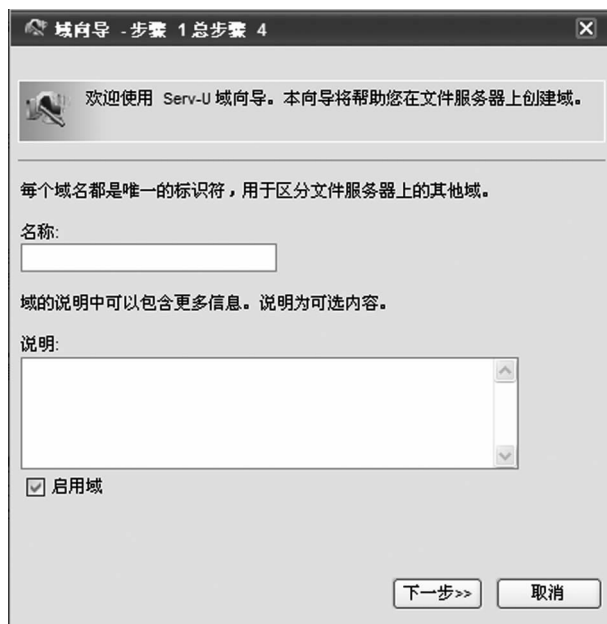 域向导 -步骤 1总步骤 4
欢迎使用 Serv-U 域向导。本向导将帮助您在文件服务器上创建域。
每个域名都是唯一的标识符，用于区分文件服务器上的其他域。
名称:
域的说明中可以包含更多信息。说明为可选内容。
说明:
启用域
下一步>>
取消